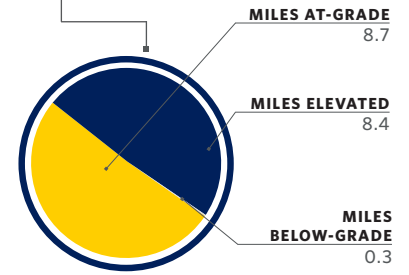 MILES AT-GRADE
8.7
MILES ELEVATED
8.4
MILES
BELOW-GRADE
0.3